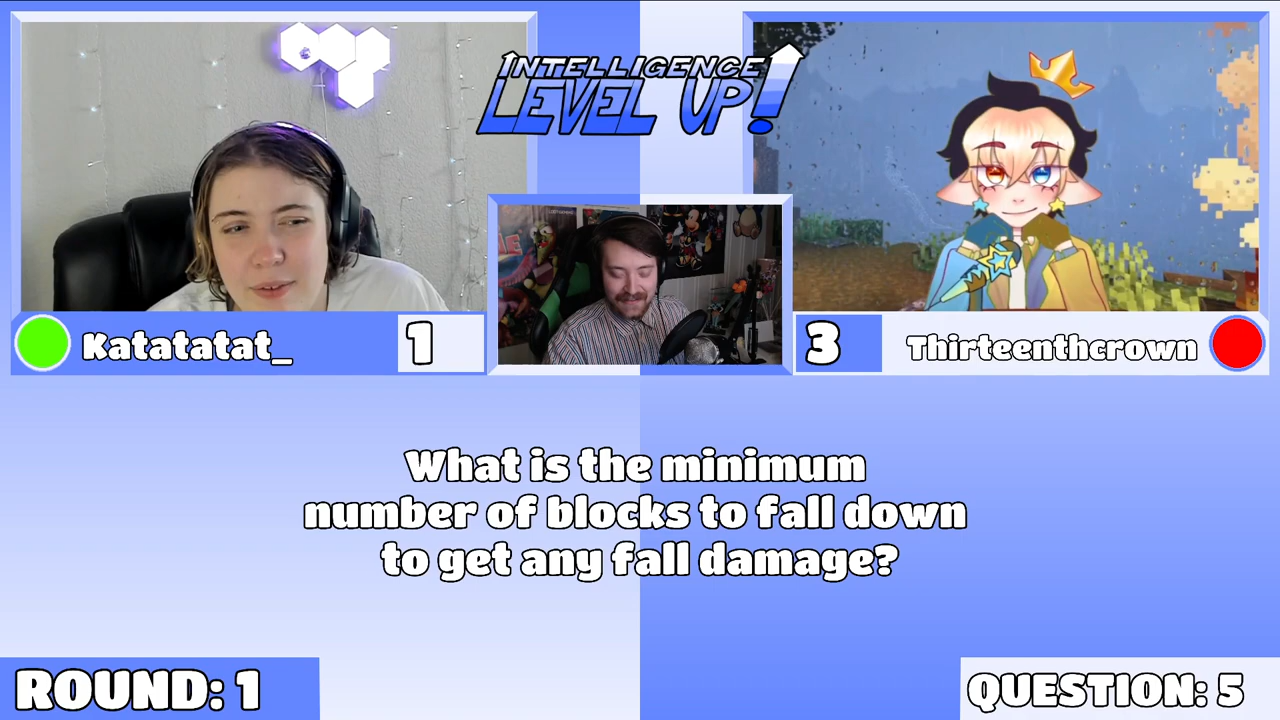 INTELLIGENCE
LEVEL UP!
Katatatat_
1
3
Thirteenthcrown
What is the minimum
number of blocks to fall down
to get any fall damage?
ROUND: 1
QUESTION: 5